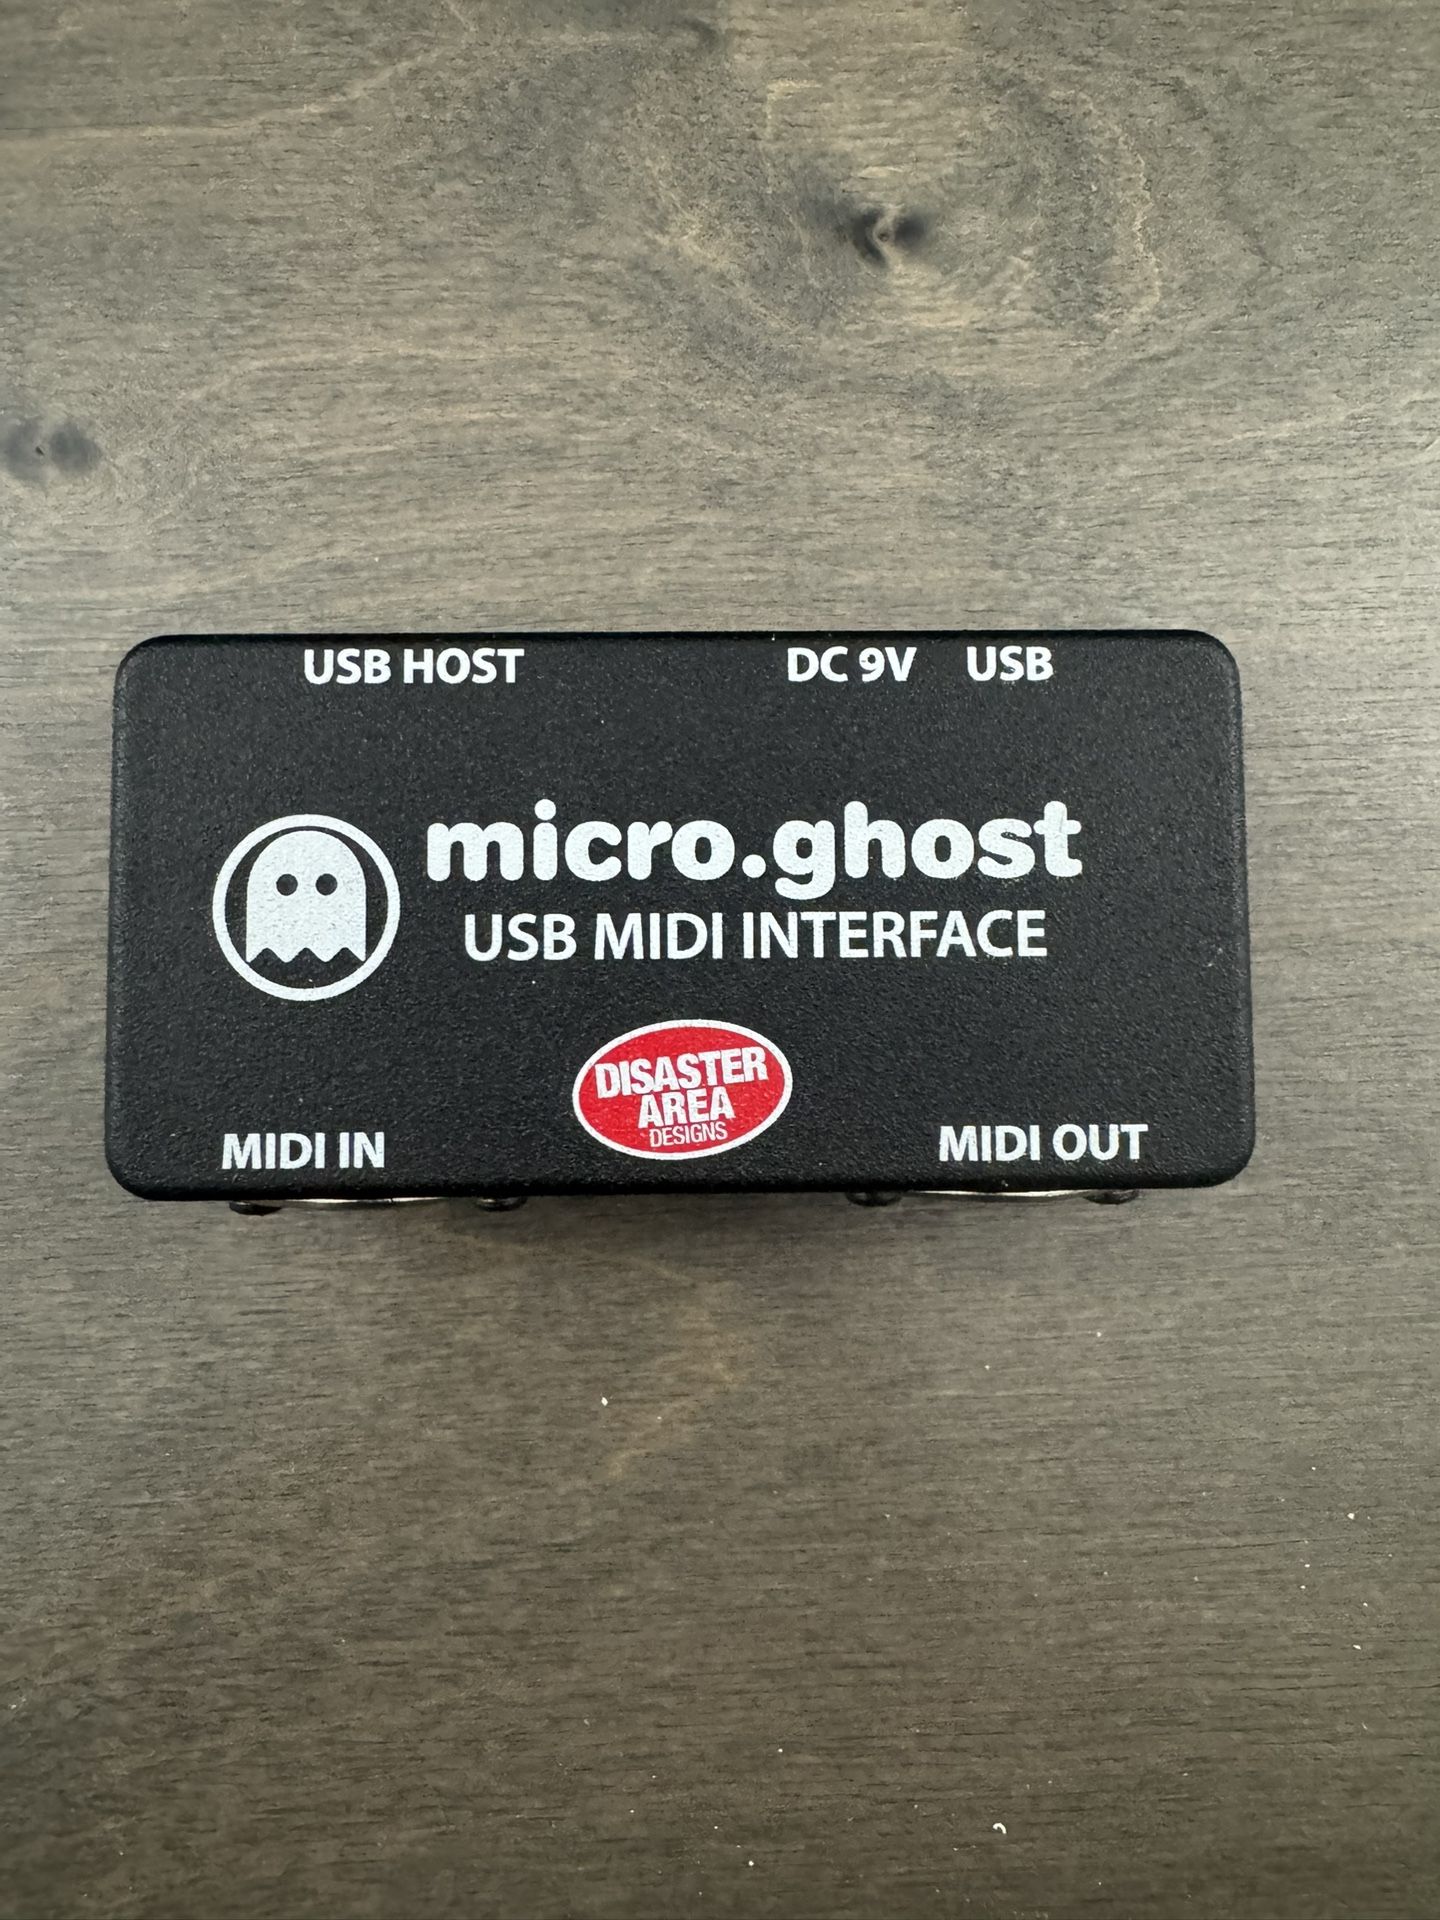 USB HOST DC 9V USB
micro.ghost
USB MIDI INTERFACE
DISASTER
AREA
DESIGNS
MIDI IN MIDI OUT